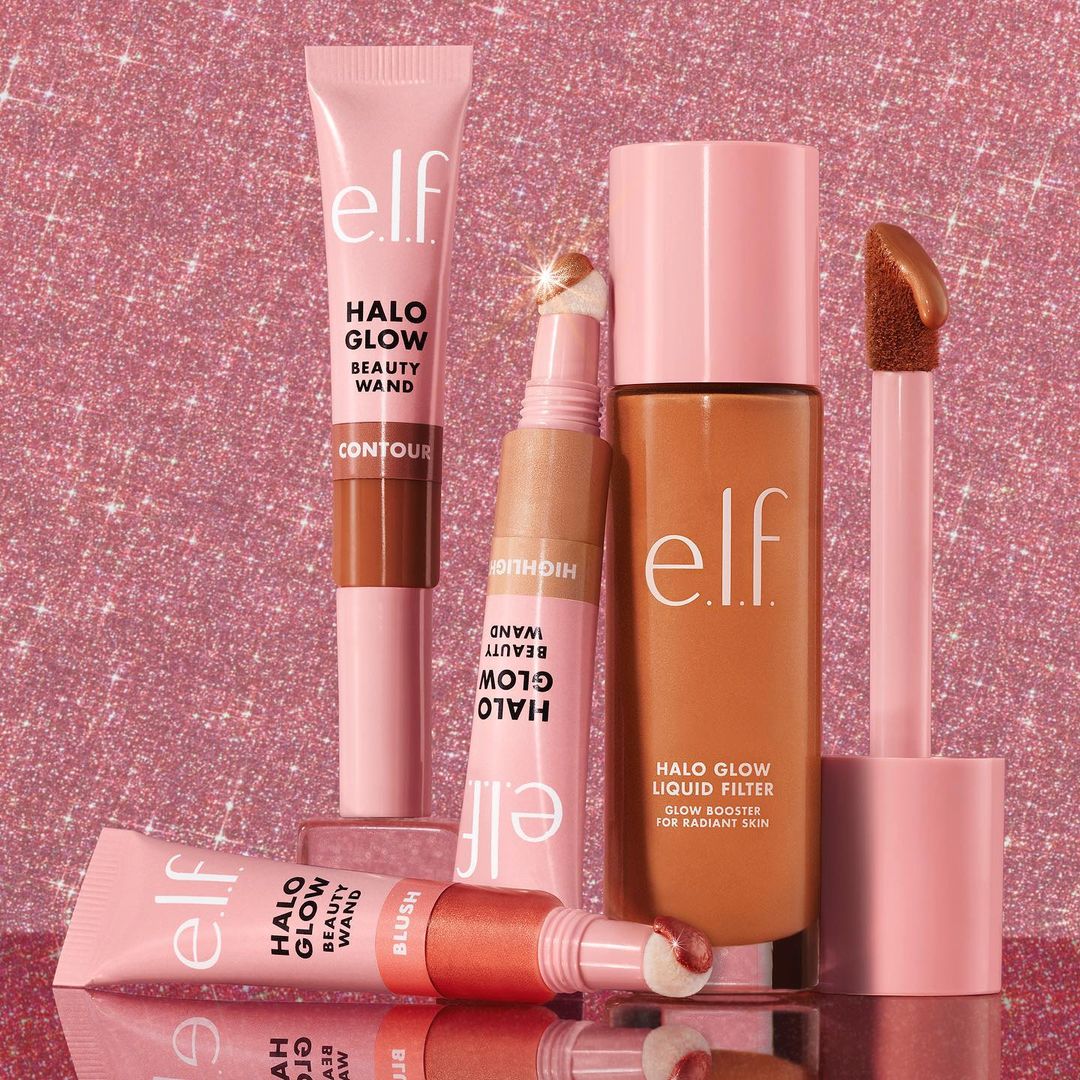 e.l.f.
HALO
GLOW
BEAUTY
WAND
CONTOUR
HIGHLIGH
BEAUTY
WAND
HALO
GLOW
e.l.f.
e.l.f.
HALO GLOW
LIQUID FILTER
GLOW BOOSTER
FOR RADIANT SKIN
e.l.f.
HALO
GLOW
BEAUTY
WAND
BLUSH